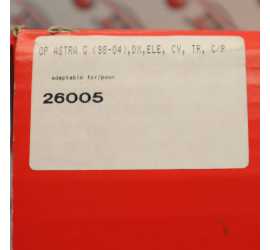 OP ASTRA G (98-04),DX,ELE, CV, TR, C/R
adaptable for/pour
26005